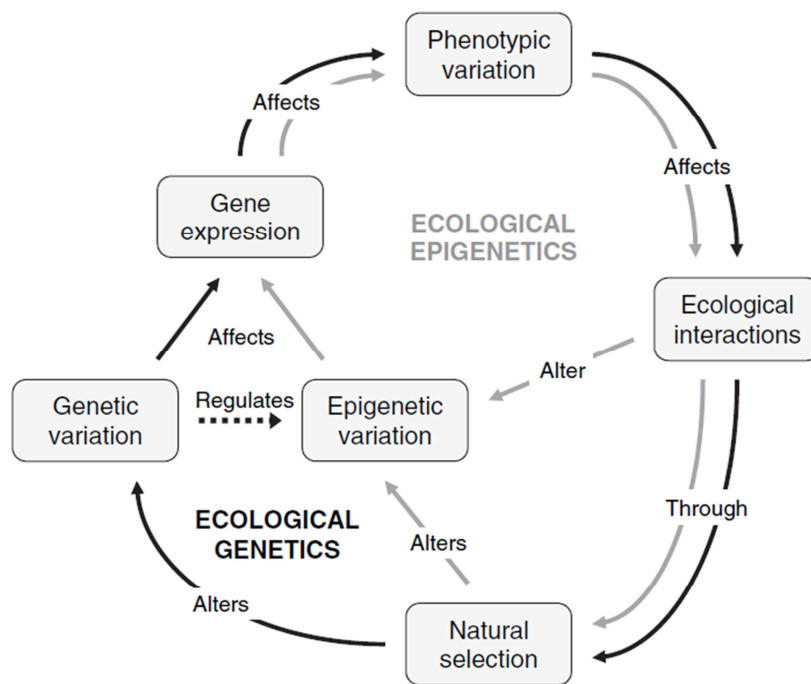 Phenotypic
variation
Affects
Affects
Gene
expression
ECOLOGICAL
EPIGENETICS
Ecological
interactions
Affects
Alter
Genetic
variation
Regulates
Epigenetic
variation
Through
ECOLOGICAL
GENETICS
Alters
Alters
Natural
selection